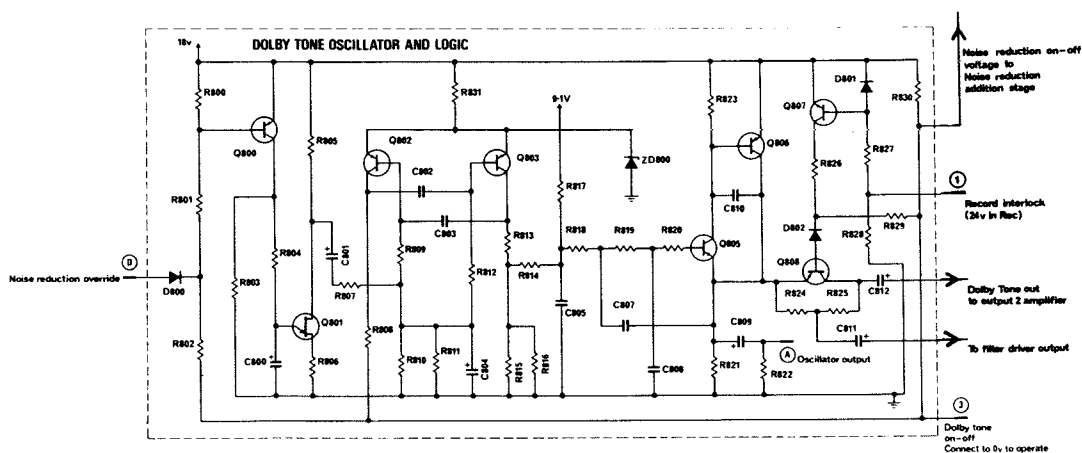 DOLBY TONE OSCILLATOR AND LOGIC
18v
R800
R801
R802
Q800
R803
R804
C800
Q801
R805
R806
C801
R807
R808
Q802
C802
C803
R809
R810
R811
R812
C804
R831
Q803
R813
R814
R815
R816
ZD800
9·1V
R817
C805
R818
R819
R820
C807
C808
R823
Q806
C810
Q805
C809
R821
R822
A
Oscillator output
Q807
D801
R830
R826
R827
D802
R828
R829
Q808
R824
R825
C812
C811
D
Noise reduction override
D800
Noise reduction on-off
voltage to
Noise reduction
addition stage
Record interlock
(24v in Rec)
Dolby Tone out
to output 2 amplifier
To filter driver output
3
Dolby tone
on-off
Connect to 0v to operate